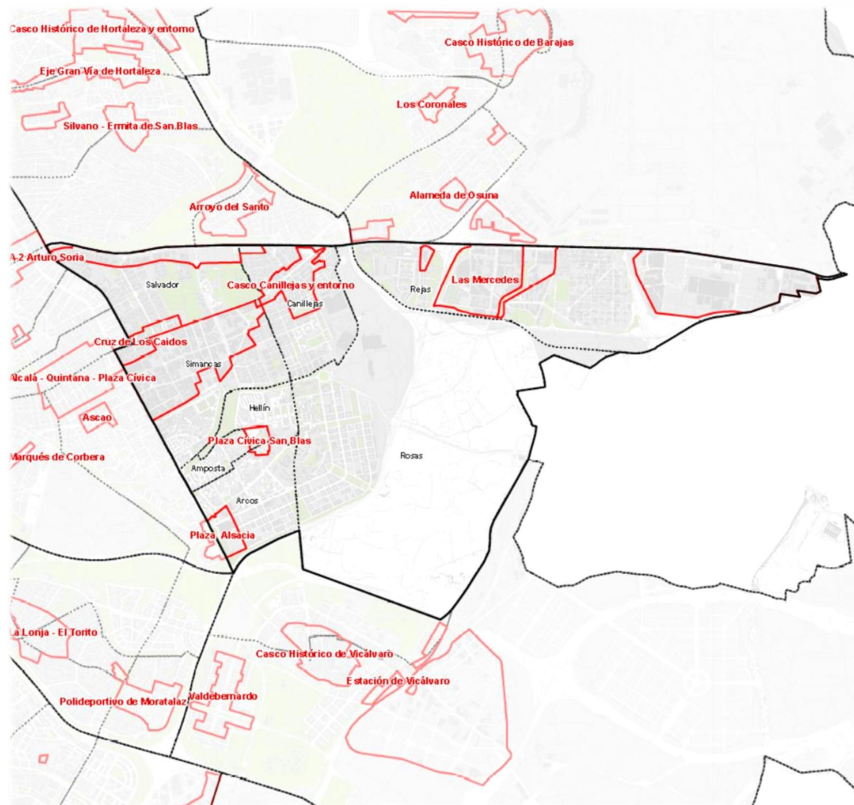 Casco Histórico de Hortaleza y entorno
Casco Histórico de Barajas
Eje Gran Vía de Hortaleza
Los Coronales
Silvano - Ermita de San Blas
Alameda de Osuna
Arroyo del Santo
A-2 Arturo Soria
Salvador
Casco Canillejas y entorno
Las Mercedes
Rejas
Canillejas
Cruz de Los Caidos
Simancas
Alcalá - Quintana - Plaza Cívica
Hellín
Ascao
Plaza Cívica San Blas
Marqués de Corbera
Rosas
Amposta
Arcos
Plaza Alsacia
La Lonja - El Torito
Casco Histórico de Vicálvaro
Estación de Vicálvaro
Polideportivo de Moratalaz
Valdebernardo